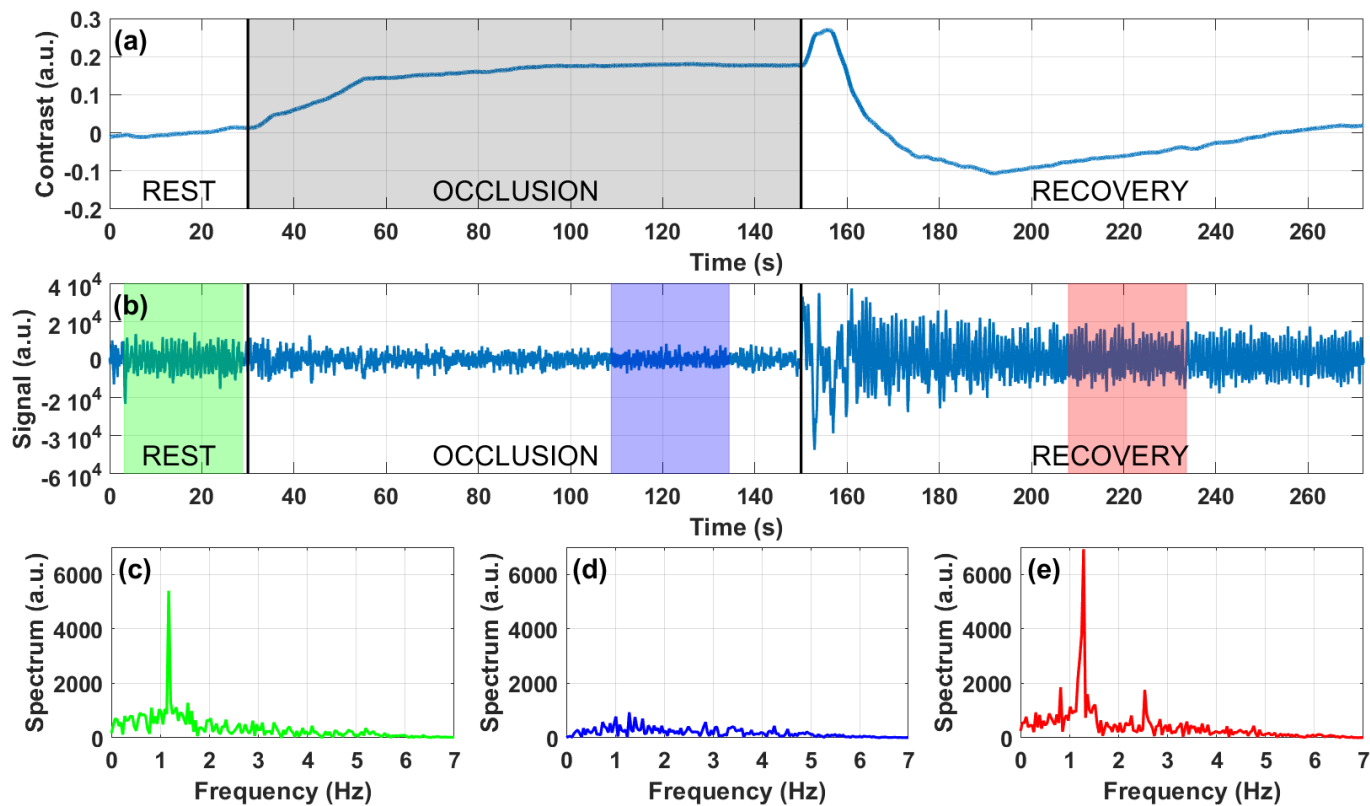 (a)
Contrast (a.u.)
0.3
0.2
0.1
0
-0.1
-0.2
REST
OCCLUSION
RECOVERY
0 20 40 60 80 100 120 140 160 180 200 220 240 260
Time (s)
(b)
Signal (a.u.)
4 10^4
2 10^4
0
-2 10^4
-3 10^4
-6 10^4
REST
OCCLUSION
RECOVERY
0 20 40 60 80 100 120 140 160 180 200 220 240 260
Time (s)
(c)
Spectrum (a.u.)
6000
4000
2000
0
0 1 2 3 4 5 6 7
Frequency (Hz)
(d)
Spectrum (a.u.)
6000
4000
2000
0
0 1 2 3 4 5 6 7
Frequency (Hz)
(e)
Spectrum (a.u.)
6000
4000
2000
0
0 1 2 3 4 5 6 7
Frequency (Hz)